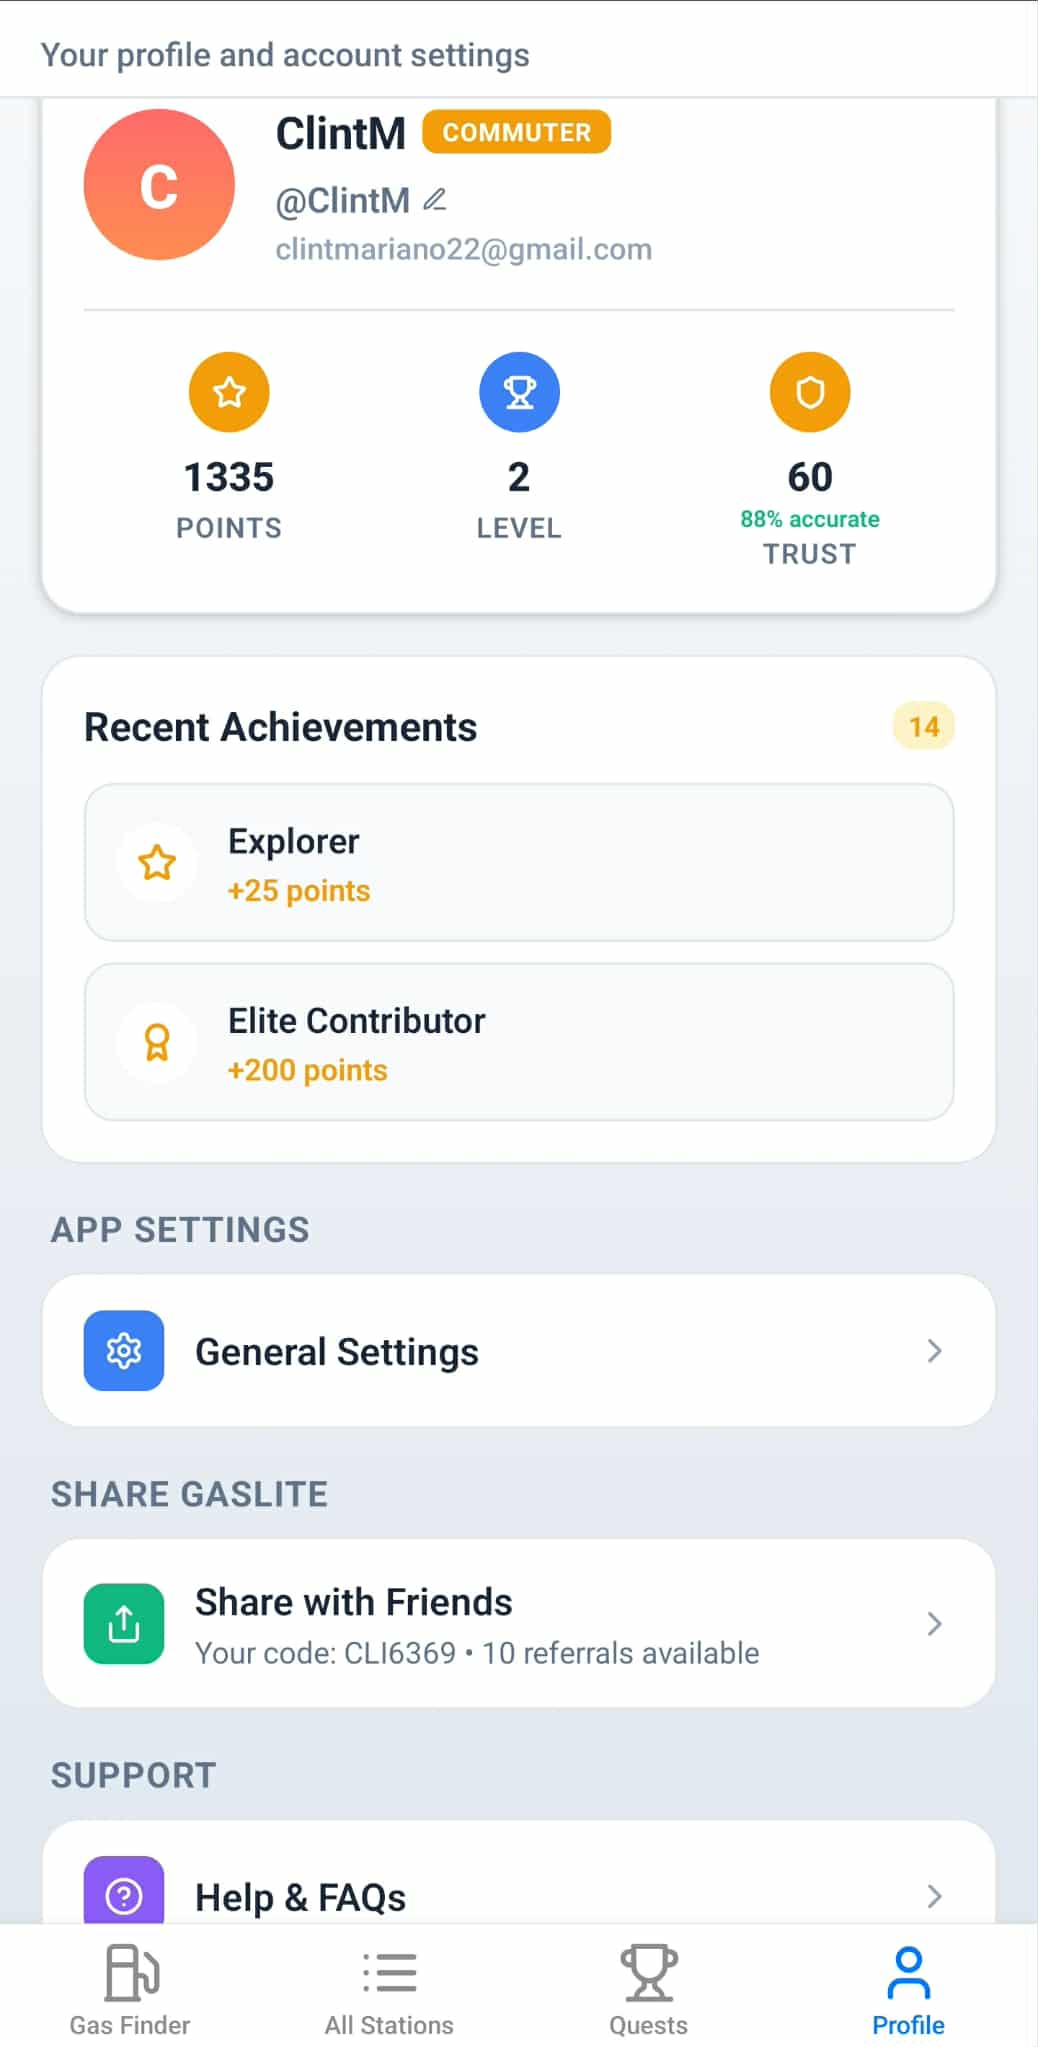 Your profile and account settings
C
ClintM COMMUTER
@ClintM
clintmariano22@gmail.com
1335
POINTS
2
LEVEL
60
88% accurate
TRUST
Recent Achievements 14
Explorer
+25 points
Elite Contributor
+200 points
APP SETTINGS
General Settings
SHARE GASLITE
Share with Friends
Your code: CLI6369 • 10 referrals available
SUPPORT
Help & FAQs
Gas Finder All Stations Quests Profile